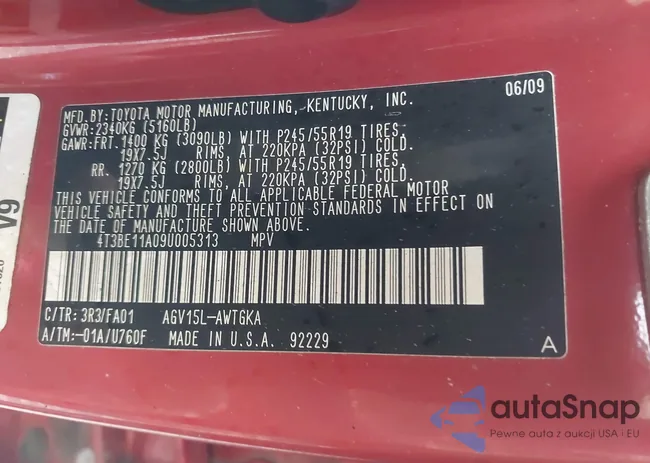 06/09
MFD.BY:TOYOTA MOTOR MANUFACTURING, KENTUCKY, INC.
GVWR:2340KG (5160LB)
GAWR:FRT. 1400 KG (3090LB) WITH P245/55R19 TIRES,
19X7.5J RIMS, AT 220KPA (32PSI) COLD.
RR. 1270 KG (2800LB) WITH P245/55R19 TIRES,
19X7.5J RIMS, AT 220KPA (32PSI) COLD.
THIS VEHICLE CONFORMS TO ALL APPLICABLE FEDERAL MOTOR
VEHICLE SAFETY AND THEFT PREVENTION STANDARDS IN EFFECT ON
THE DATE OF MANUFACTURE SHOWN ABOVE.
4T3BE11A09U005313 MPV
C/TR: 3R3/FA01 AGV15L-AWTGKA
A/TM:-01A/U760F MADE IN U.S.A. 92229
A
V9
autaSnap
Pewne auta z aukcji USA i EU